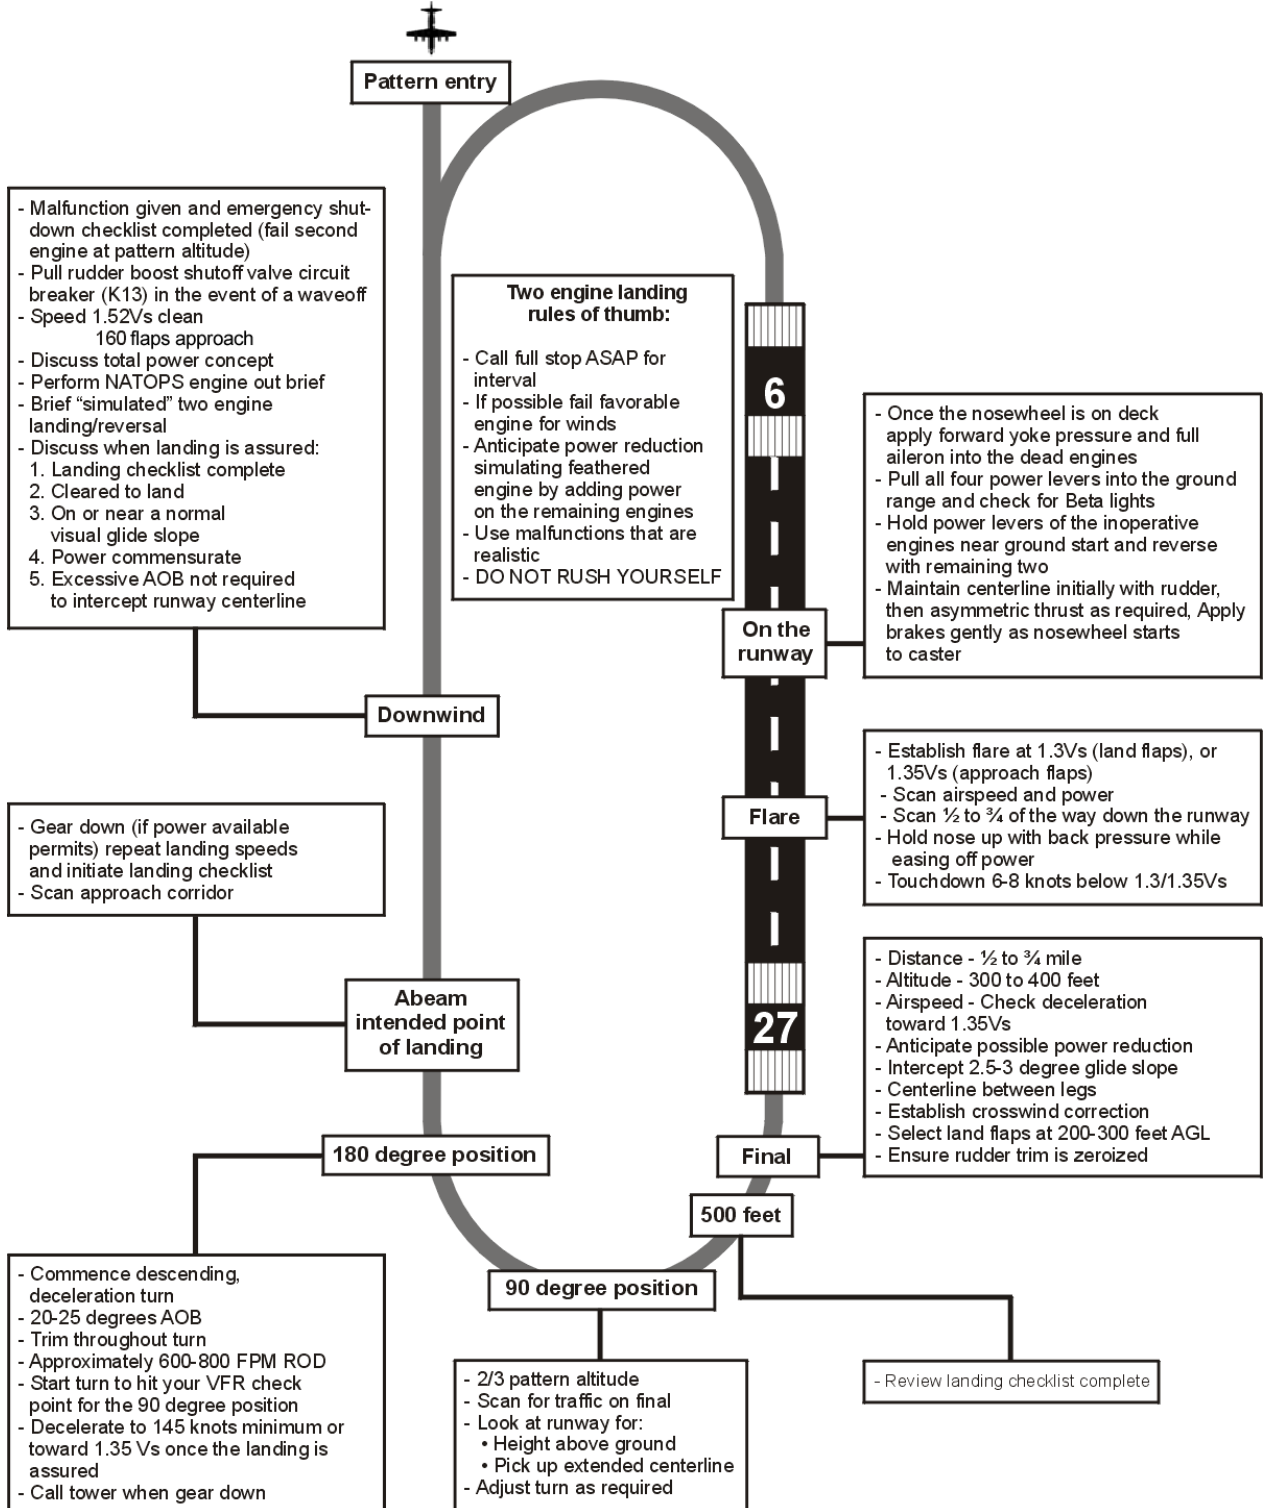 Pattern entry
- Malfunction given and emergency shut-
down checklist completed (fail second
engine at pattern altitude)
- Pull rudder boost shutoff valve circuit
breaker (K13) in the event of a waveoff
- Speed 1.52Vs clean
160 flaps approach
- Discuss total power concept
- Perform NATOPS engine out brief
- Brief “simulated” two engine
landing/reversal
- Discuss when landing is assured:
1. Landing checklist complete
2. Cleared to land
3. On or near a normal
visual glide slope
4. Power commensurate
5. Excessive AOB not required
to intercept runway centerline
Two engine landing
rules of thumb:
- Call full stop ASAP for
interval
- If possible fail favorable
engine for winds
- Anticipate power reduction
simulating feathered
engine by adding power
on the remaining engines
- Use malfunctions that are
realistic
- DO NOT RUSH YOURSELF
6
- Once the nosewheel is on deck
apply forward yoke pressure and full
aileron into the dead engines
- Pull all four power levers into the ground
range and check for Beta lights
- Hold power levers of the inoperative
engines near ground start and reverse
with remaining two
- Maintain centerline initially with rudder,
then asymmetric thrust as required, Apply
brakes gently as nosewheel starts
to caster
On the
runway
Downwind
- Establish flare at 1.3Vs (land flaps), or
1.35Vs (approach flaps)
- Scan airspeed and power
- Scan ½ to ¾ of the way down the runway
- Hold nose up with back pressure while
easing off power
- Touchdown 6-8 knots below 1.3/1.35Vs
Flare
- Gear down (if power available
permits) repeat landing speeds
and initiate landing checklist
- Scan approach corridor
Abeam
intended point
of landing
27
- Distance - ½ to ¾ mile
- Altitude - 300 to 400 feet
- Airspeed - Check deceleration
toward 1.35Vs
- Anticipate possible power reduction
- Intercept 2.5-3 degree glide slope
- Centerline between legs
- Establish crosswind correction
- Select land flaps at 200-300 feet AGL
- Ensure rudder trim is zeroized
180 degree position
Final
500 feet
90 degree position
- Commence descending,
deceleration turn
- 20-25 degrees AOB
- Trim throughout turn
- Approximately 600-800 FPM ROD
- Start turn to hit your VFR check
point for the 90 degree position
- Decelerate to 145 knots minimum or
toward 1.35 Vs once the landing is
assured
- Call tower when gear down
- 2/3 pattern altitude
- Scan for traffic on final
- Look at runway for:
• Height above ground
• Pick up extended centerline
- Adjust turn as required
- Review landing checklist complete